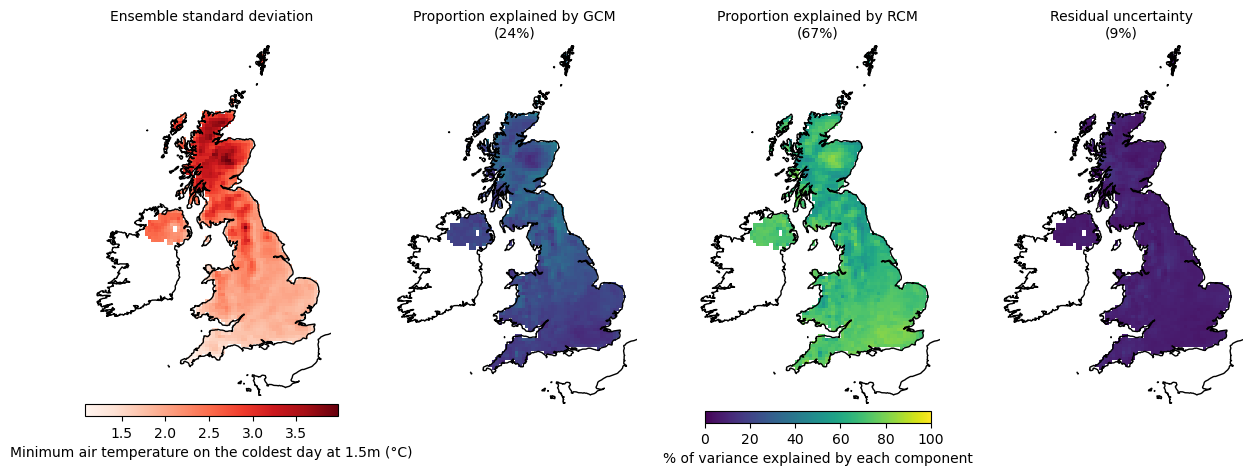 Ensemble standard deviation
Proportion explained by GCM
(24%)
Proportion explained by RCM
(67%)
Residual uncertainty
(9%)
1.5 2.0 2.5 3.0 3.5
Minimum air temperature on the coldest day at 1.5m (°C)
0 20 40 60 80 100
% of variance explained by each component